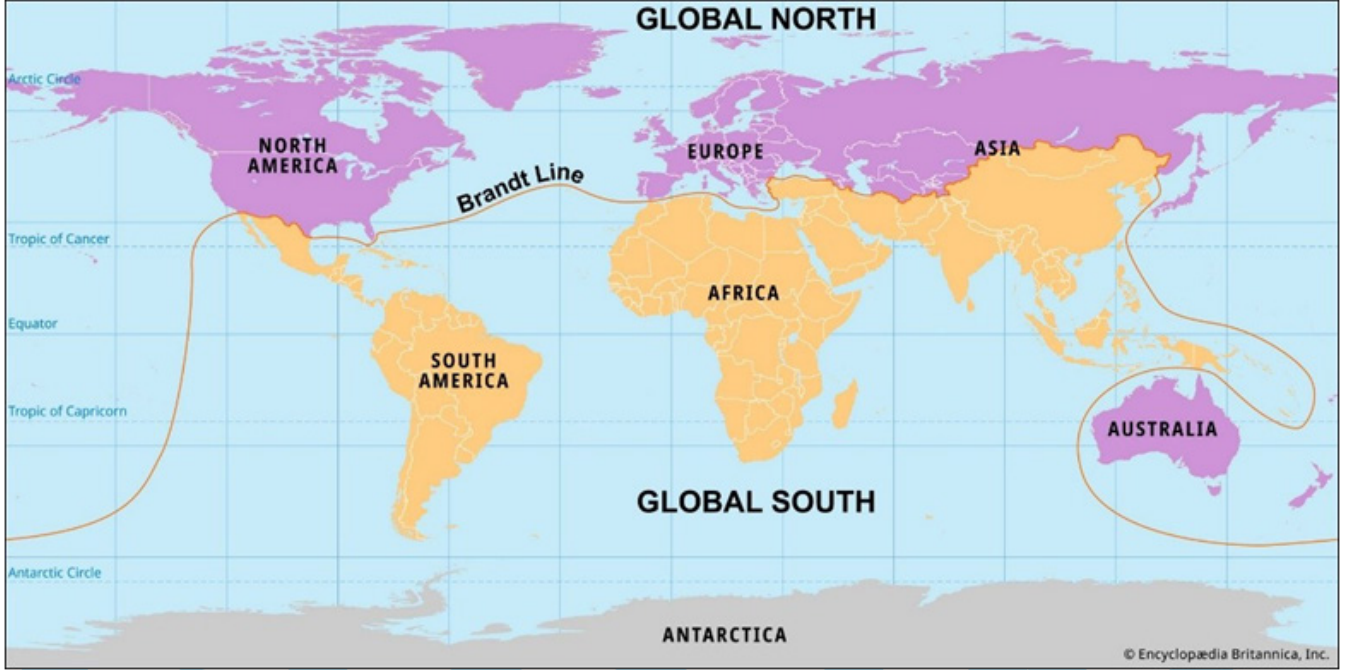 GLOBAL NORTH
Arctic Circle
NORTH
AMERICA
EUROPE
ASIA
Brandt Line
Tropic of Cancer
AFRICA
Equator
SOUTH
AMERICA
Tropic of Capricorn
AUSTRALIA
GLOBAL SOUTH
Antarctic Circle
ANTARCTICA
© Encyclopædia Britannica, Inc.